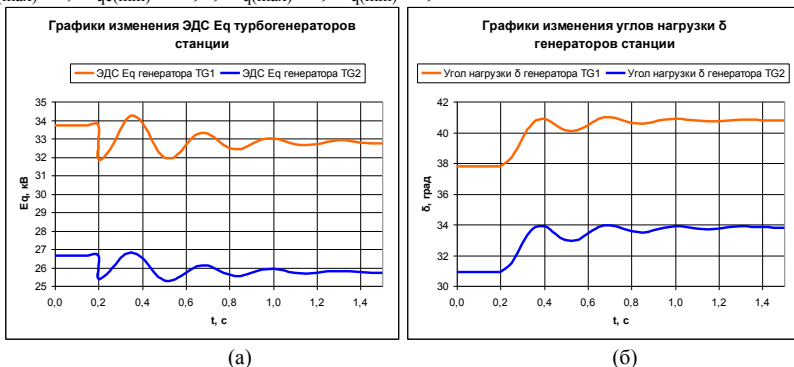 Графики изменения ЭДС Eq турбогенераторов
станции
ЭДС Eq генератора TG1
ЭДС Eq генератора TG2
Eq, кВ
35
34
33
32
31
30
29
28
27
26
25
0,0
0,2
0,4
0,6
0,8
1,0
1,2
1,4
t, с
(а)
Графики изменения углов нагрузки δ
генераторов станции
Угол нагрузки δ генератора TG1
Угол нагрузки δ генератора TG2
δ, град
42
40
38
36
34
32
30
0,0
0,2
0,4
0,6
0,8
1,0
1,2
1,4
t, с
(б)